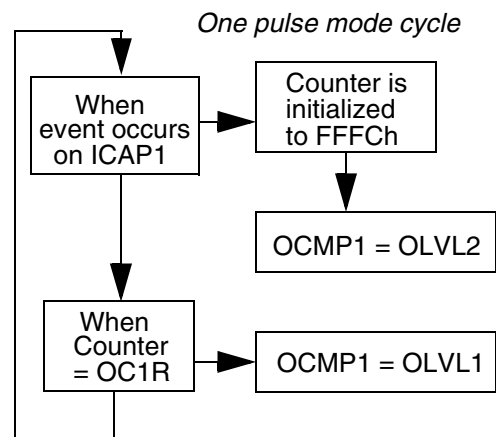 One pulse mode cycle
When
event occurs
on ICAP1
Counter is
initialized
to FFFCh
OCMP1 = OLVL2
When
Counter
= OC1R
OCMP1 = OLVL1